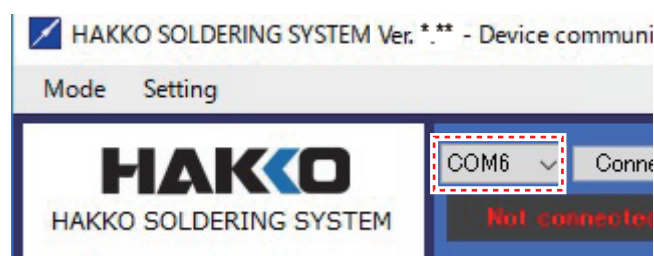 HAKKO SOLDERING SYSTEM Ver. *.** - Device communi
Mode Setting
HAKKO
HAKKO SOLDERING SYSTEM
COM6 Conne
Not connected